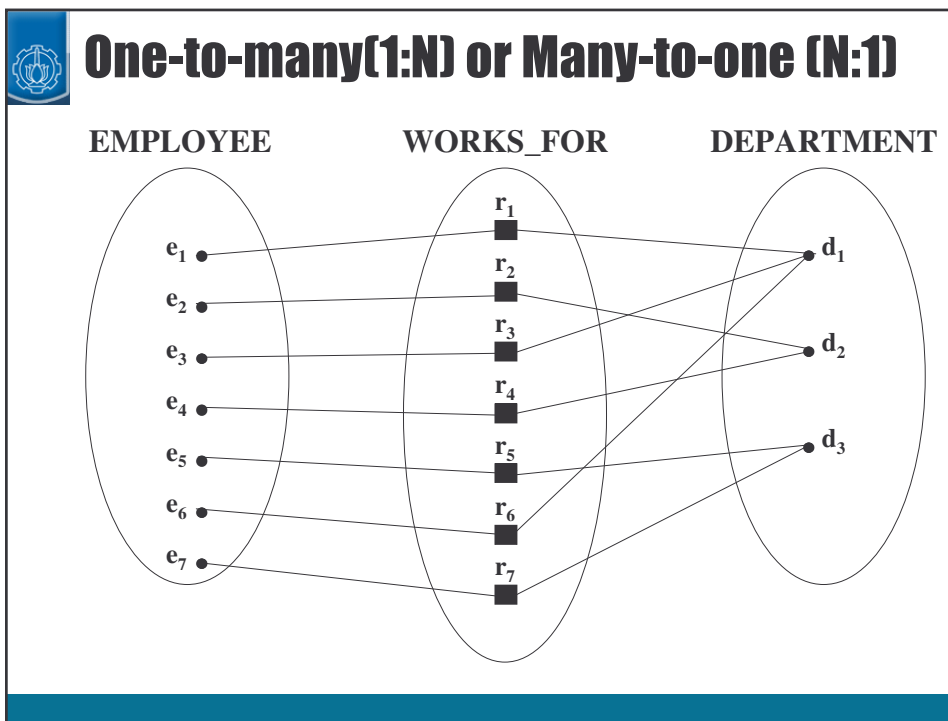 One-to-many(1:N) or Many-to-one (N:1)
EMPLOYEE WORKS_FOR DEPARTMENT
r1
e1 d1
r2
e2
r3
e3 d2
r4
e4
r5 d3
e5
r6
e6
r7
e7